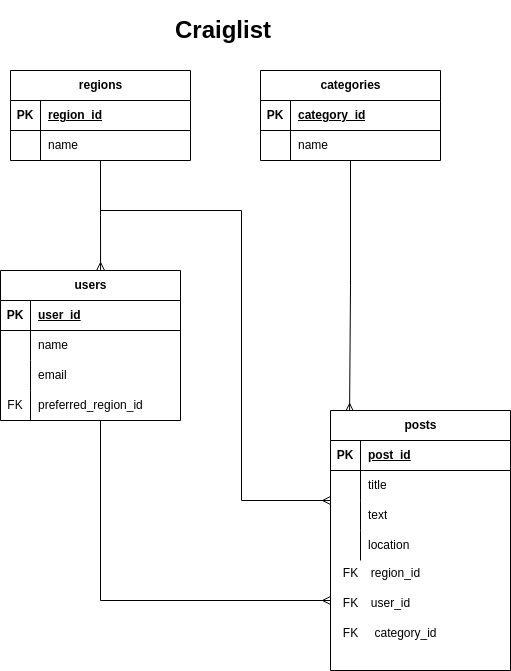 Craiglist
regions
PK region_id
name
categories
PK category_id
name
users
PK user_id
name
email
FK preferred_region_id
posts
PK post_id
title
text
location
FK region_id
FK user_id
FK category_id